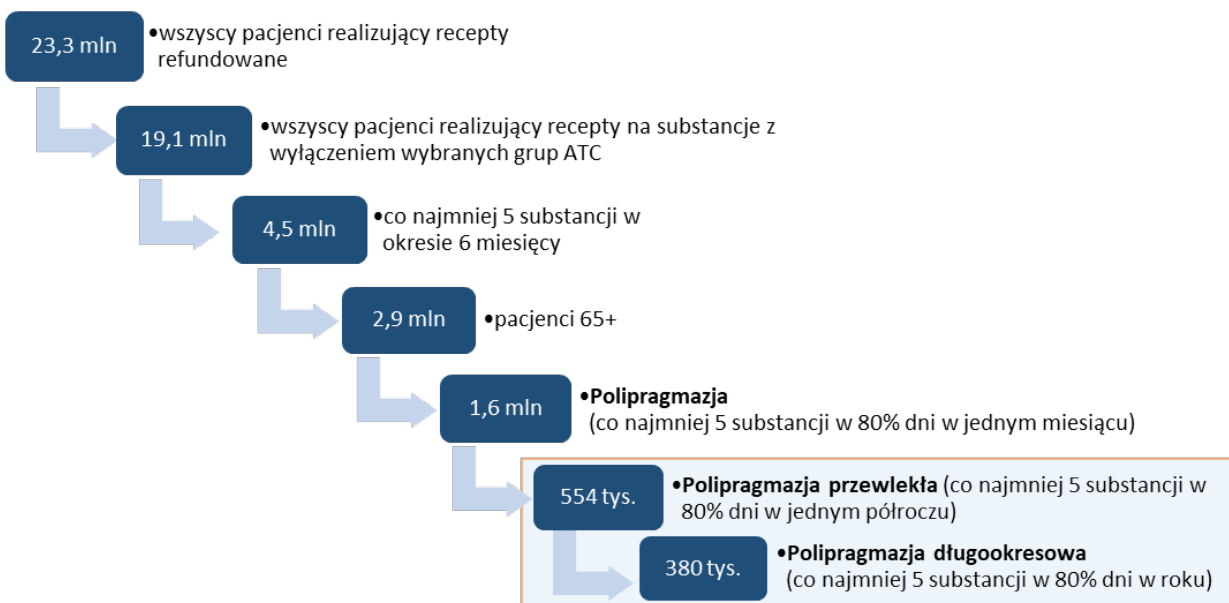 23,3 mln
•wszyscy pacjenci realizujący recepty
refundowane
19,1 mln
•wszyscy pacjenci realizujący recepty na substancje z
wyłączeniem wybranych grup ATC
4,5 mln
•co najmniej 5 substancji w
okresie 6 miesięcy
2,9 mln
•pacjenci 65+
1,6 mln
•Polipragmazja
(co najmniej 5 substancji w 80% dni w jednym miesiącu)
554 tys.
•Polipragmazja przewlekła (co najmniej 5 substancji w
80% dni w jednym półroczu)
380 tys.
•Polipragmazja długookresowa
(co najmniej 5 substancji w 80% dni w roku)